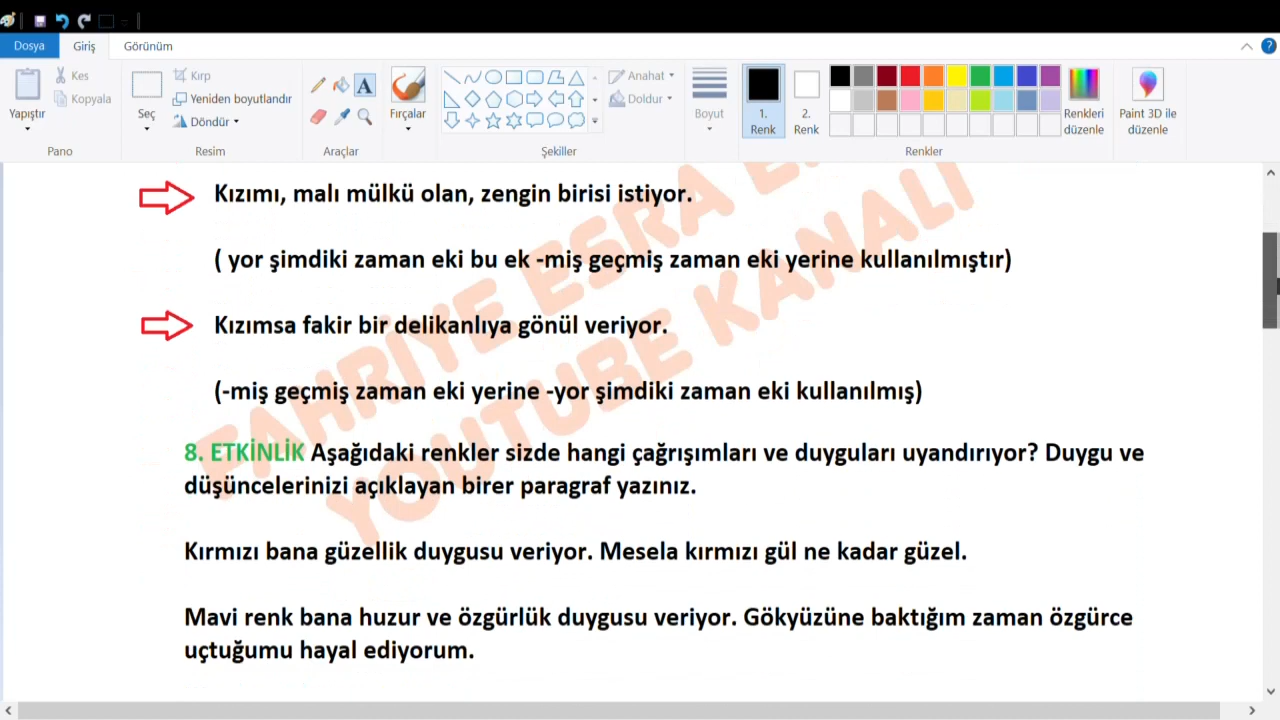 Dosya Giriş Görünüm
Yapıştır
Kes
Kopyala
Pano
Seç
Kırp
Yeniden boyutlandır
Döndür
Resim
A
Araçlar
Fırçalar
Şekiller
Anahat
Doldur
Boyut
1.
Renk
2.
Renk
Renkler
Renkleri
düzenle
Paint 3D ile
düzenle
Kızımı, malı mülkü olan, zengin birisi istiyor.
( yor şimdiki zaman eki bu ek -miş geçmiş zaman eki yerine kullanılmıştır)
Kızımsa fakir bir delikanlıya gönül veriyor.
(-miş geçmiş zaman eki yerine -yor şimdiki zaman eki kullanılmış)
8. ETKİNLİK Aşağıdaki renkler sizde hangi çağrışımları ve duyguları uyandırıyor? Duygu ve
düşüncelerinizi açıklayan birer paragraf yazınız.
Kırmızı bana güzellik duygusu veriyor. Mesela kırmızı gül ne kadar güzel.
Mavi renk bana huzur ve özgürlük duygusu veriyor. Gökyüzüne baktığım zaman özgürce
uçtuğumu hayal ediyorum.
FAHRİYE ESRA
YOUTUBE KANALI